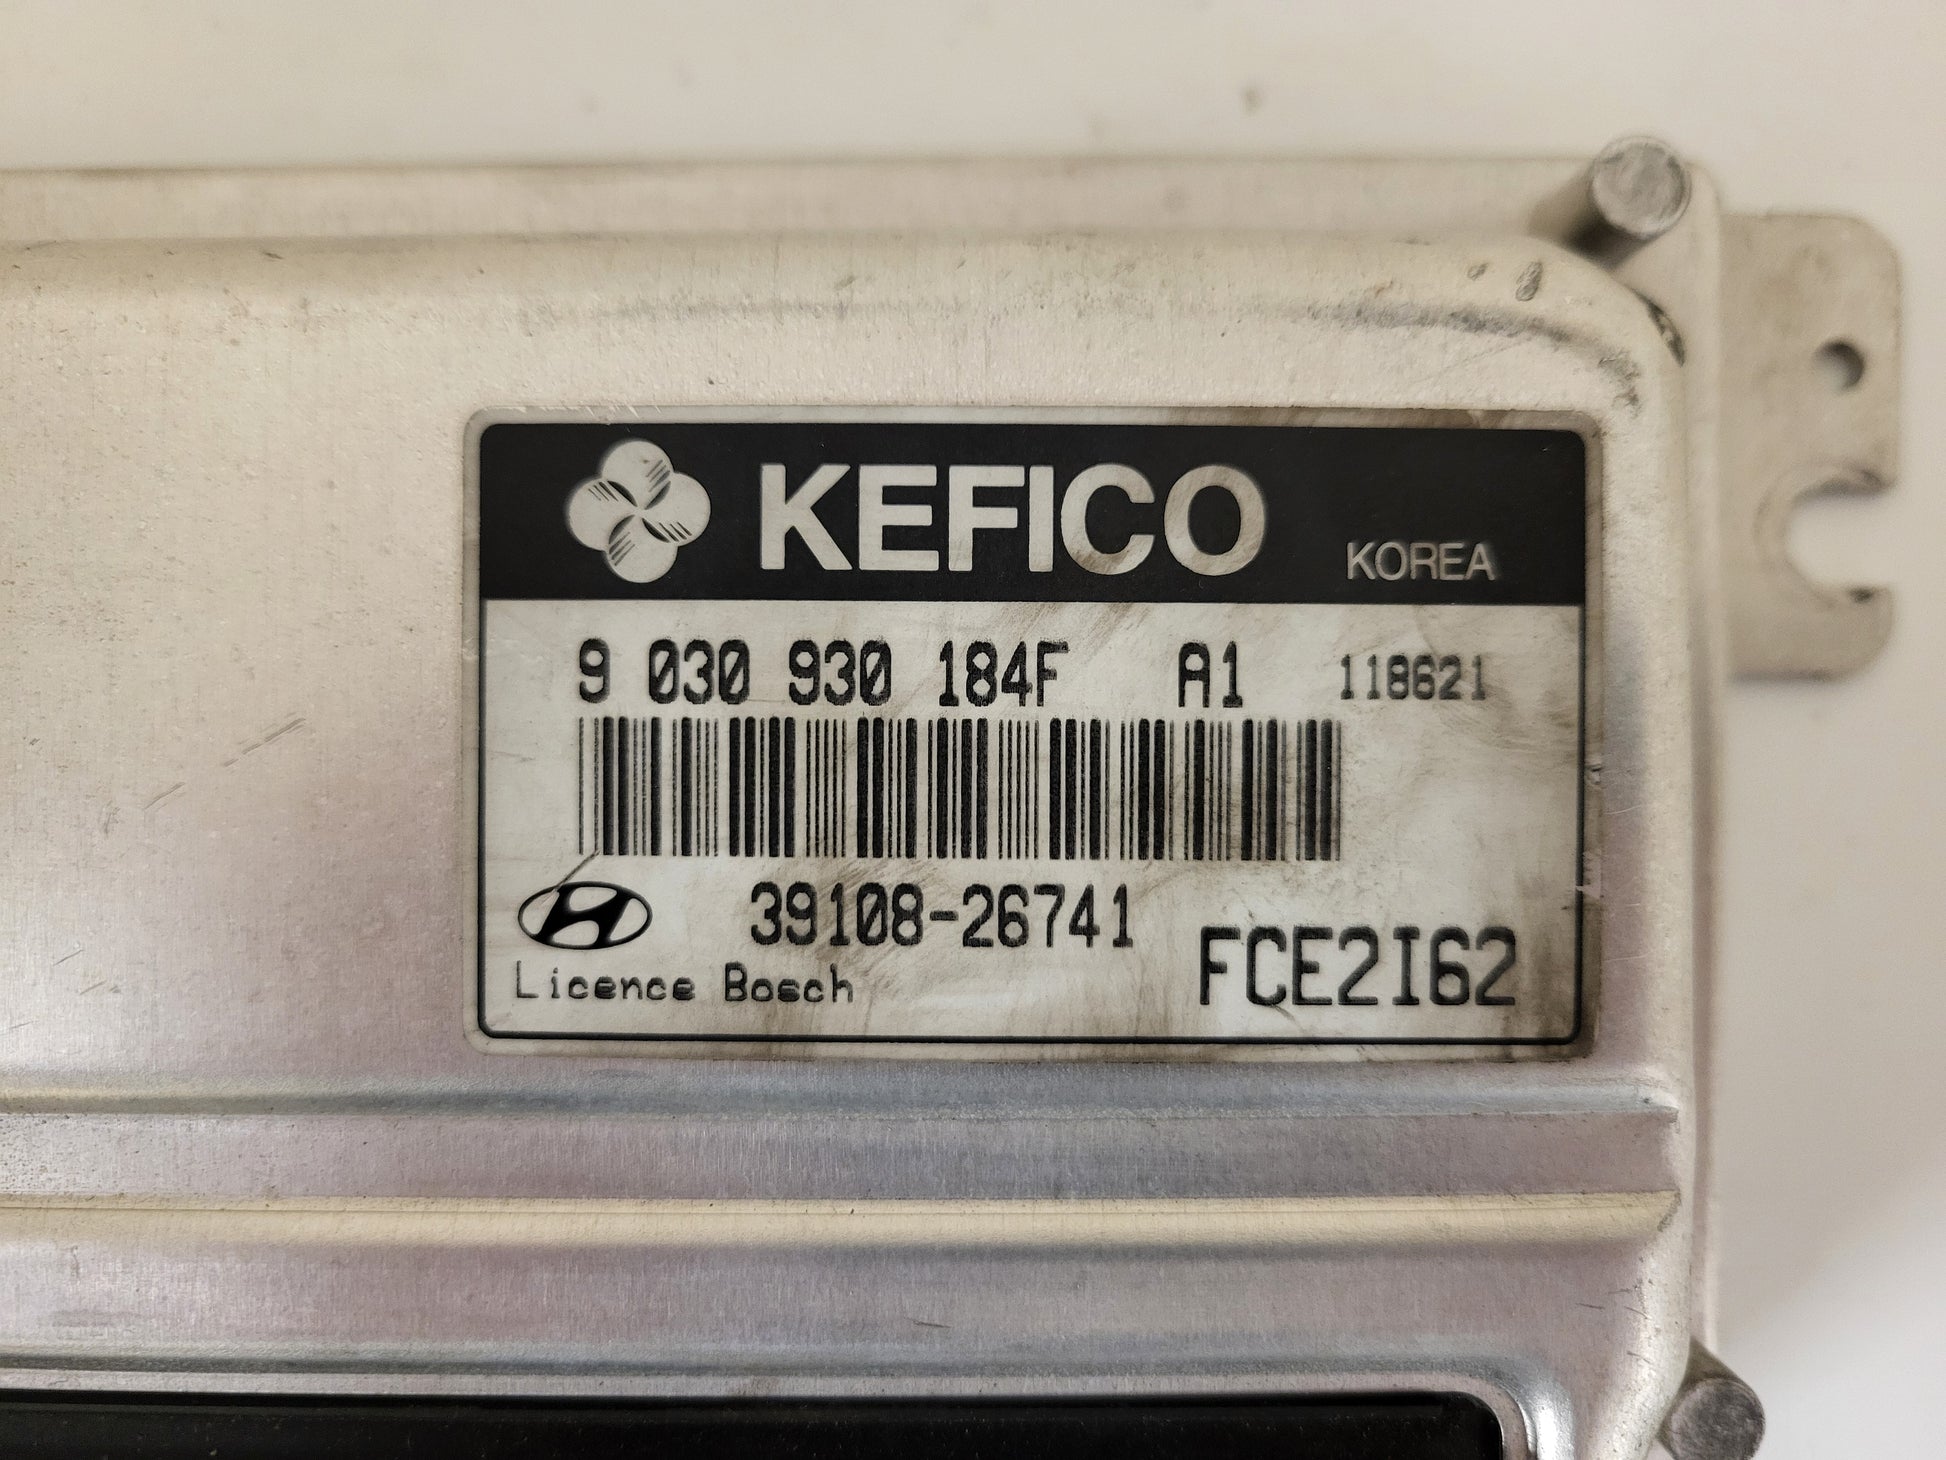 KEFICO KOREA
9 030 930 184F A1 118621
39108-26741
FCE2I62
Licence Bosch